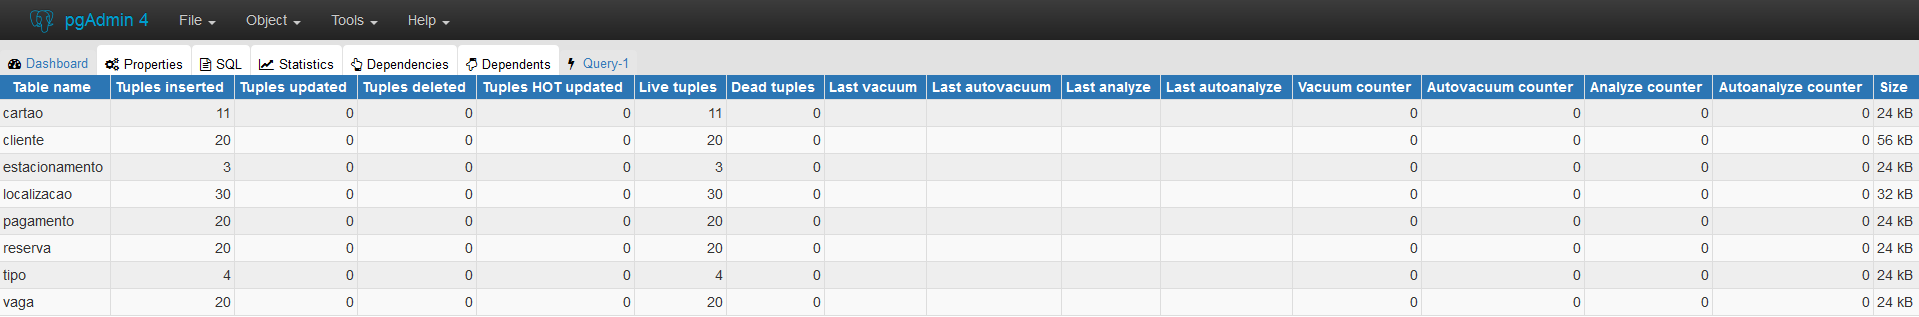 pgAdmin 4 File Object Tools Help
Dashboard Properties SQL Statistics Dependencies Dependents Query-1
Table name Tuples inserted Tuples updated Tuples deleted Tuples HOT updated Live tuples Dead tuples Last vacuum Last autovacuum Last analyze Last autoanalyze Vacuum counter Autovacuum counter Analyze counter Autoanalyze counter Size
cartao 11 0 0 0 11 0 0 0 0 0 24 kB
cliente 20 0 0 0 20 0 0 0 0 0 56 kB
estacionamento 3 0 0 0 3 0 0 0 0 0 24 kB
localizacao 30 0 0 0 30 0 0 0 0 0 32 kB
pagamento 20 0 0 0 20 0 0 0 0 0 24 kB
reserva 20 0 0 0 20 0 0 0 0 0 24 kB
tipo 4 0 0 0 4 0 0 0 0 0 24 kB
vaga 20 0 0 0 20 0 0 0 0 0 24 kB